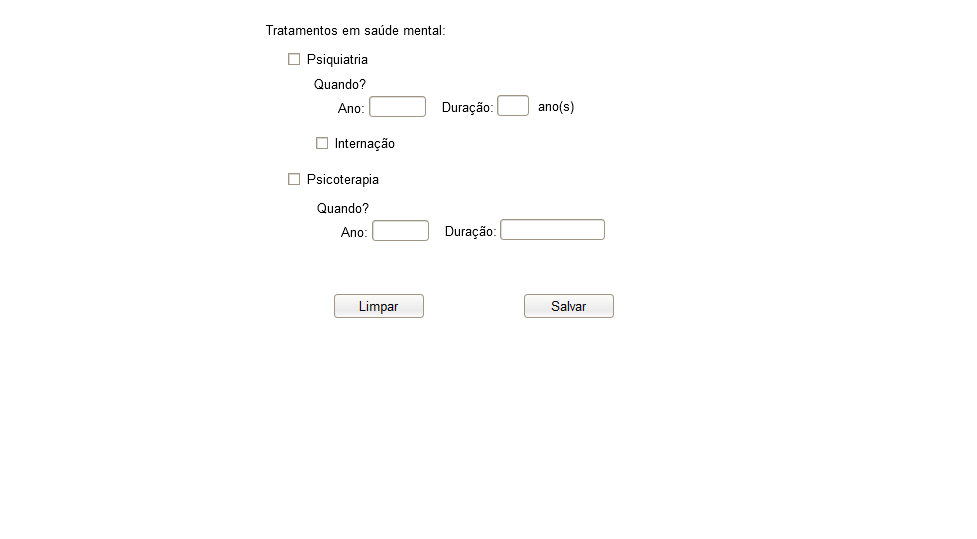 Tratamentos em saúde mental:
Psiquiatria
Quando?
Ano: Duração: ano(s)
Internação
Psicoterapia
Quando?
Ano: Duração:
Limpar Salvar